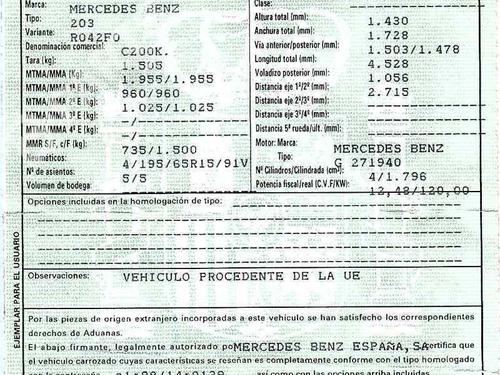 Marca: MERCEDES BENZ
Tipo: 203
Variante: R042F0
Denominación comercial: C200K.
Tara (kg): 1.505
MTMA/MMA (Kg): 1.955/1.955
MTMA/MMA 1º E (kg): 960/960
MTMA/MMA 2º E (kg): 1.025/1.025
MTMA/MMA 3º E (kg): -/-
MTMA/MMA 4º E (kg): -/-
MMR S/F, c/F (kg): 735/1.500
Neumáticos: 4/195/65R15/91V
Nº de asientos: 5/5
Volumen de bodega: -
Clase:
Altura total (mm): 1.430
Anchura total (mm): 1.728
Vía anterior/posterior (mm): 1.503/1.478
Longitud total (mm): 4.528
Voladizo posterior (mm): 1.056
Distancia eje 1º/2º (mm): 2.715
Distancia eje 2º/3º (mm):
Distancia eje 3º/4º (mm):
Distancia 5ª rueda/ult. (mm):
Motor: Marca: MERCEDES BENZ
Tipo: G 271940
Nº Cilindros/Cilindrada (cm³): 4/1.796
Potencia fiscal/real (C.V.F/KW): 12,48/120,00
Opciones incluidas en la homologación de tipo:
Observaciones: VEHICULO PROCEDENTE DE LA UE
EJEMPLAR PARA EL USUARIO
Por las piezas de origen extranjero incorporadas a este vehículo se han satisfecho los correspondientes
derechos de Aduanas.
El abajo firmante, legalmente autorizado por MERCEDES BENZ ESPAÑA, SA certifica que
el vehículo carrozado cuyas características se reseñan es completamente conforme con el tipo homologado
así como con las opciones arriba incluidas.